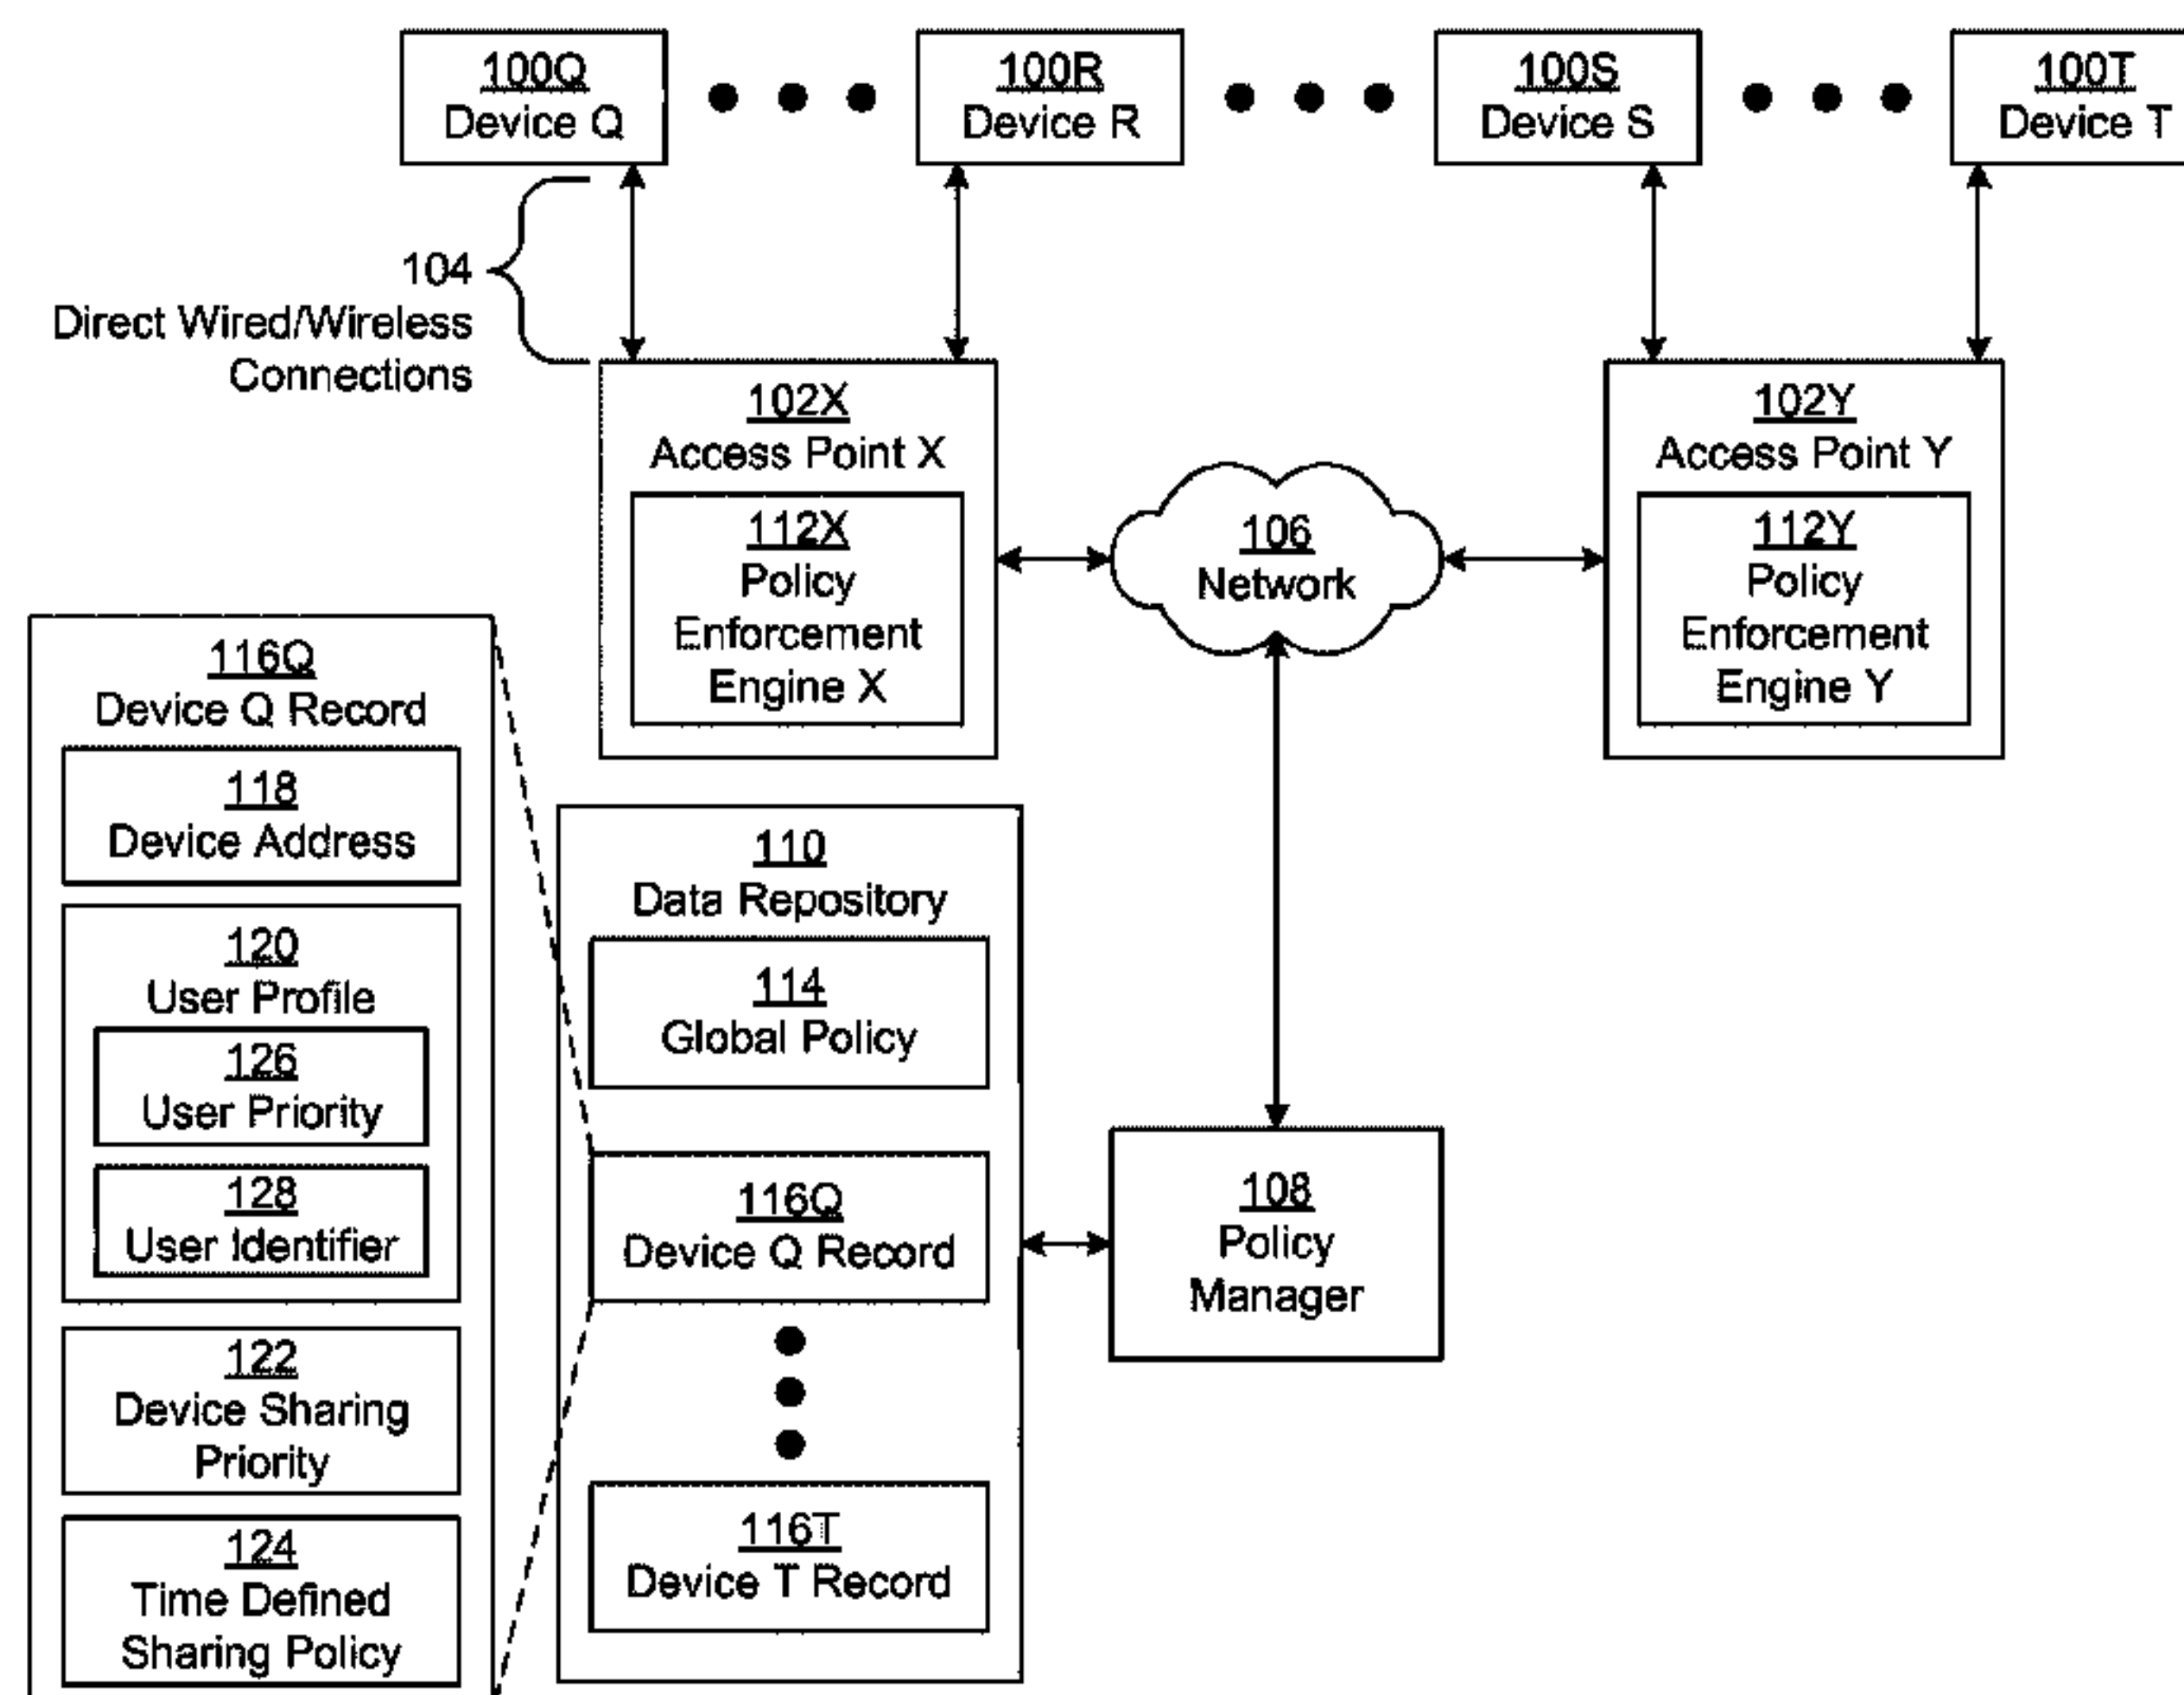 100Q
Device Q
100R
Device R
100S
Device S
100T
Device T
104
Direct Wired/Wireless
Connections
102X
Access Point X
112X
Policy
Enforcement
Engine X
106
Network
102Y
Access Point Y
112Y
Policy
Enforcement
Engine Y
116Q
Device Q Record
118
Device Address
120
User Profile
126
User Priority
128
User Identifier
122
Device Sharing
Priority
124
Time Defined
Sharing Policy
110
Data Repository
114
Global Policy
116Q
Device Q Record
116T
Device T Record
108
Policy
Manager